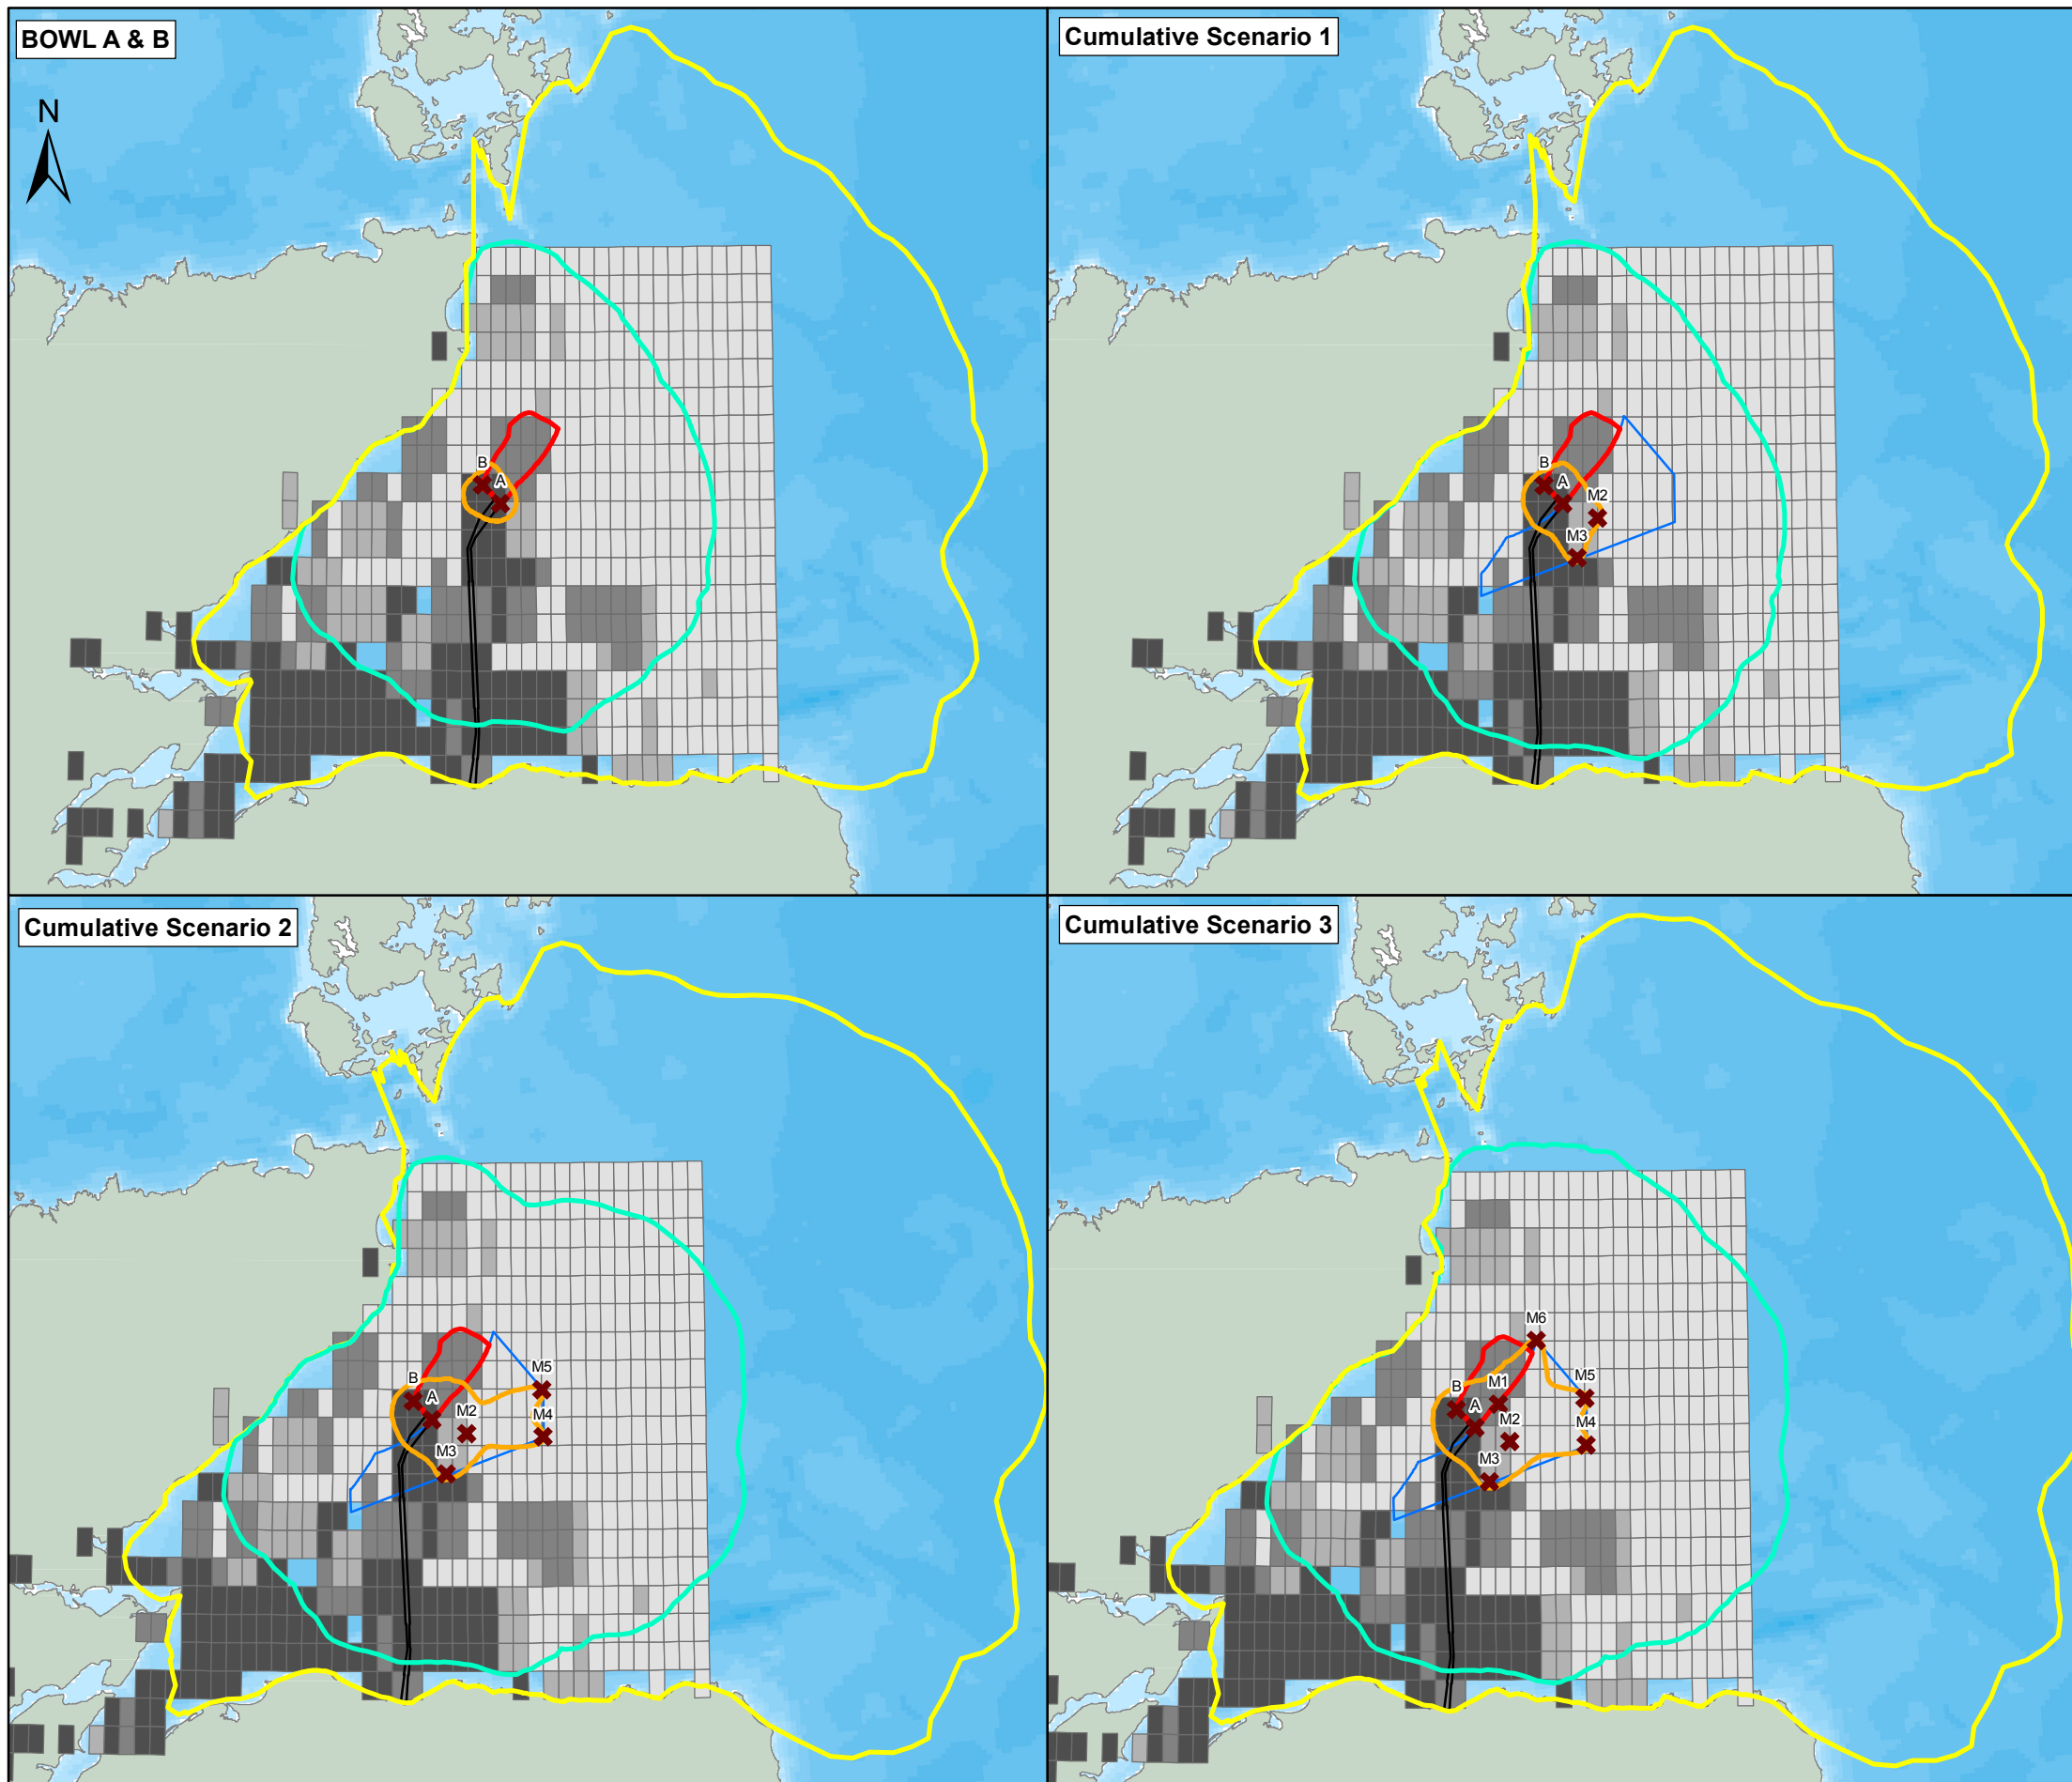 BOWL A & B
N
B
A
Cumulative Scenario 1
B
A
M2
M3
Cumulative Scenario 2
M5
B
A
M2
M4
M3
Cumulative Scenario 3
M6
M5
B
M1
A
M2
M4
M3